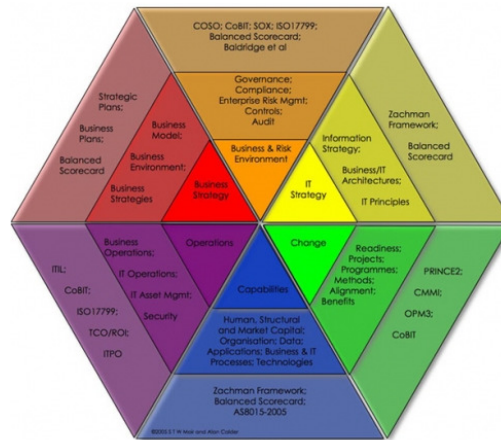 COSO; CoBIT; SOX; ISO17799;
Balanced Scorecard;
Baldridge et al
Governance;
Compliance;
Enterprise Risk Mgmt;
Controls;
Audit
Business & Risk
Environment
Strategic
Plans;
Business
Plans;
Balanced
Scorecard
Business
Model;
Business
Environment;
Business
Strategies
Business
Strategy
IT
Strategy
Information
Strategy;
Business/IT
Architectures;
IT Principles
Zachman
Framework;
Balanced
Scorecard
ITIL;
CoBIT;
ISO17799;
TCO/ROI;
ITPO
Business
Operations;
IT Operations;
IT Asset Mgmt;
Security
Operations
Capabilities
Human, Structural
and Market Capital;
Organisation; Data;
Applications; Business & IT
Processes; Technologies
Zachman Framework;
Balanced Scorecard;
AS8015-2005
Change
Readiness;
Projects;
Programmes;
Methods;
Alignment;
Benefits
PRINCE2;
CMMI;
OPM3;
CoBIT